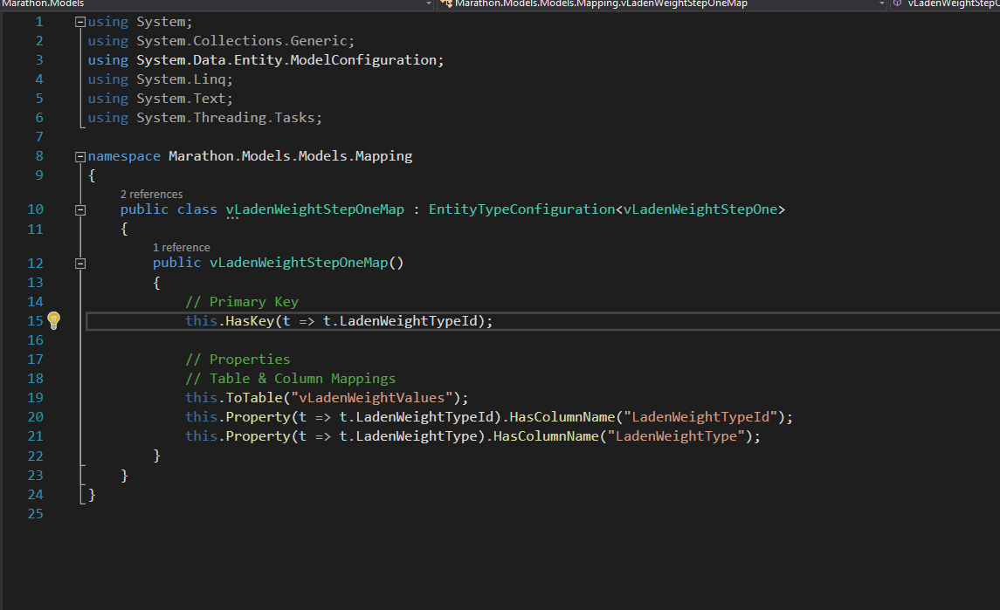 Marathon.Models
Marathon.Models.Models.Mapping.vLadenWeightStepOneMap
vLadenWeightStepO
1 using System;
2 using System.Collections.Generic;
3 using System.Data.Entity.ModelConfiguration;
4 using System.Linq;
5 using System.Text;
6 using System.Threading.Tasks;
7
8 namespace Marathon.Models.Models.Mapping
9 {
2 references
10 public class vLadenWeightStepOneMap : EntityTypeConfiguration<vLadenWeightStepOne>
11 {
1 reference
12 public vLadenWeightStepOneMap()
13 {
14 // Primary Key
15 this.HasKey(t => t.LadenWeightTypeId);
16
17 // Properties
18 // Table & Column Mappings
19 this.ToTable("vLadenWeightValues");
20 this.Property(t => t.LadenWeightTypeId).HasColumnName("LadenWeightTypeId");
21 this.Property(t => t.LadenWeightType).HasColumnName("LadenWeightType");
22 }
23 }
24 }
25